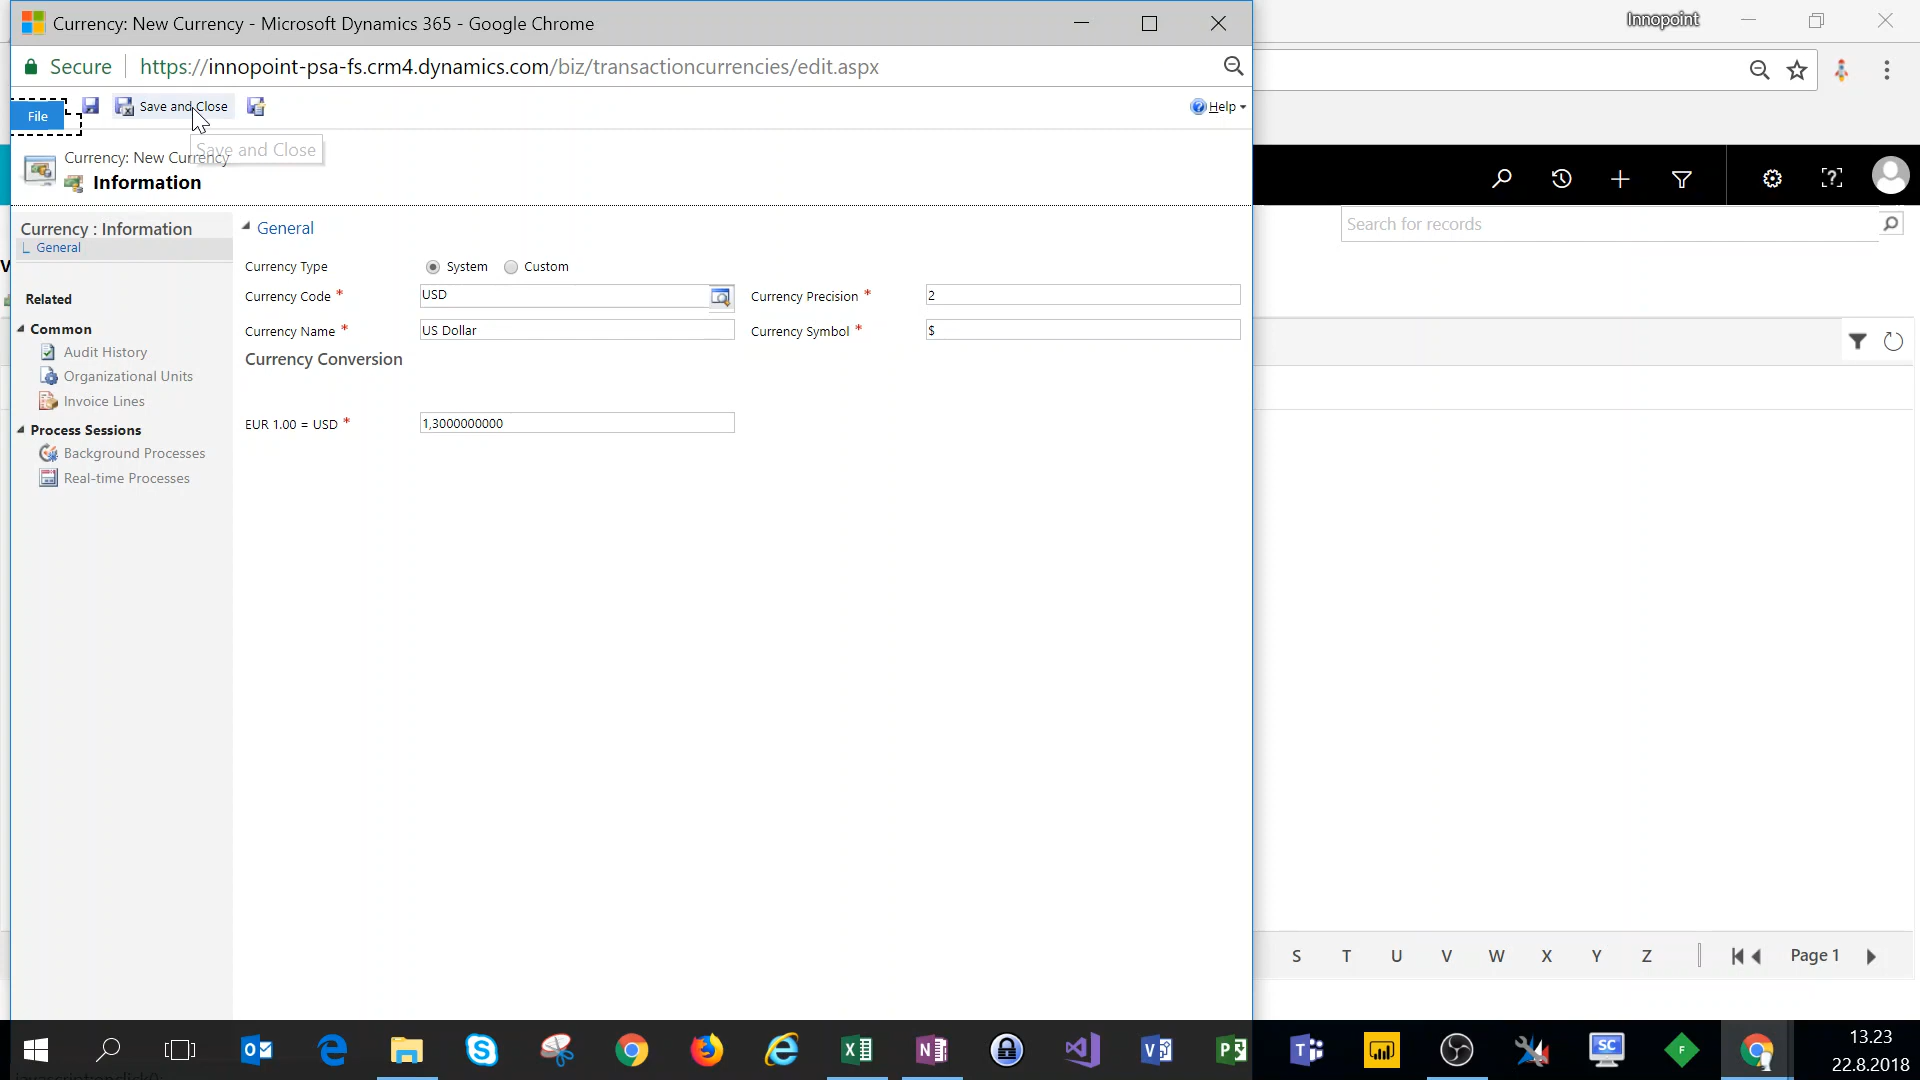 Currency: New Currency - Microsoft Dynamics 365 - Google Chrome
Innopoint
Secure
https://innopoint-psa-fs.crm4.dynamics.com/biz/transactioncurrencies/edit.aspx
File
Save and Close
Help
Save and Close
Currency: New Currency
Information
Search for records
Currency : Information
General
General
Currency Type
System
Custom
Currency Code *
USD
Currency Precision *
2
Currency Name *
US Dollar
Currency Symbol *
$
Currency Conversion
EUR 1.00 = USD *
1,3000000000
Related
Common
Audit History
Organizational Units
Invoice Lines
Process Sessions
Background Processes
Real-time Processes
S T U V W X Y Z
Page 1
13.23
22.8.2018